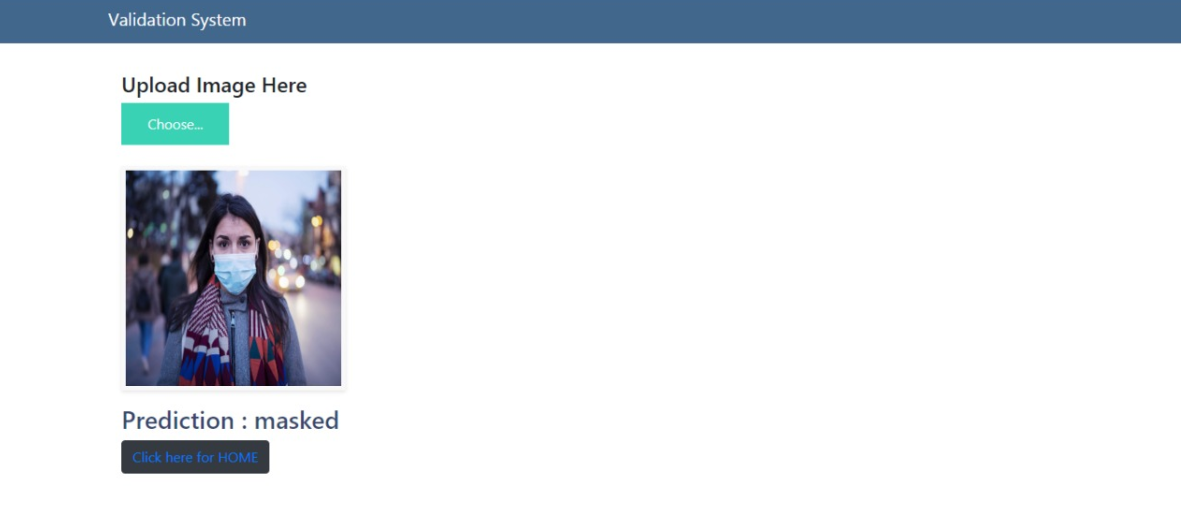 Validation System
Upload Image Here
Choose...
Prediction : masked
Click here for HOME